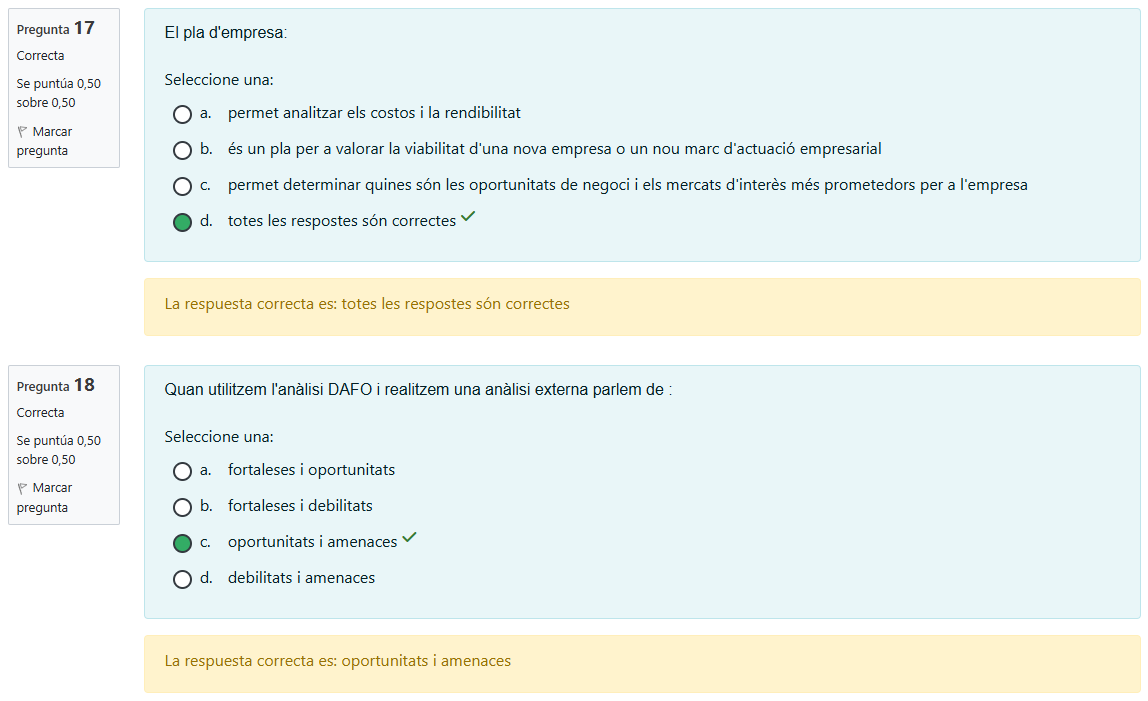 Pregunta 17
Correcta
Se puntúa 0,50
sobre 0,50
Marcar
pregunta
El pla d'empresa:
Seleccione una:
a. permet analitzar els costos i la rendibilitat
b. és un pla per a valorar la viabilitat d'una nova empresa o un nou marc d'actuació empresarial
c. permet determinar quines són les oportunitats de negoci i els mercats d'interès més prometedors per a l'empresa
d. totes les respostes són correctes
La respuesta correcta es: totes les respostes són correctes
Pregunta 18
Correcta
Se puntúa 0,50
sobre 0,50
Marcar
pregunta
Quan utilitzem l'anàlisi DAFO i realitzem una anàlisi externa parlem de :
Seleccione una:
a. fortaleses i oportunitats
b. fortaleses i debilitats
c. oportunitats i amenaces
d. debilitats i amenaces
La respuesta correcta es: oportunitats i amenaces